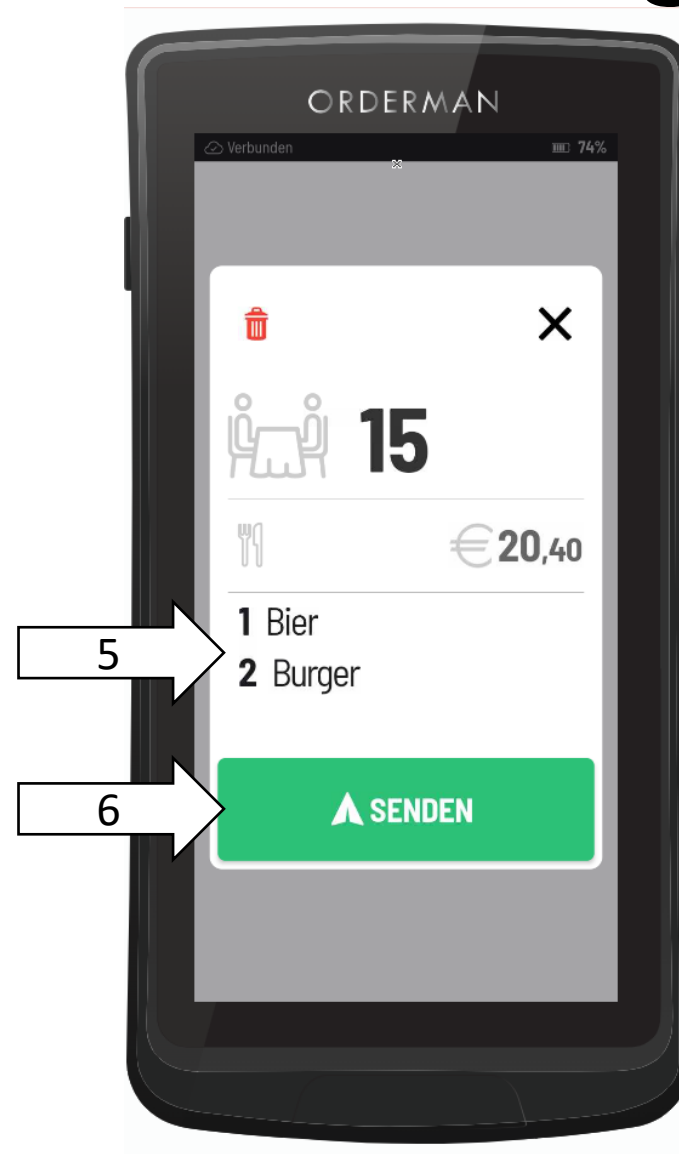 ORDERMAN
Verbunden 74%
15
€20,40
1 Bier
5
2 Burger
6
SENDEN